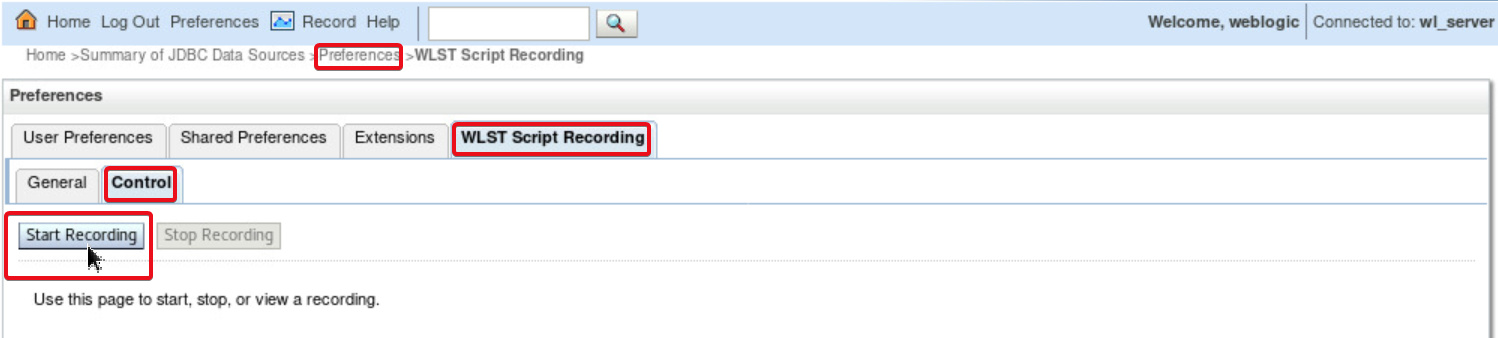 Home Log Out Preferences Record Help Welcome, weblogic Connected to: wl_server
Home >Summary of JDBC Data Sources >Preferences >WLST Script Recording
Preferences
User Preferences Shared Preferences Extensions WLST Script Recording
General Control
Start Recording Stop Recording
Use this page to start, stop, or view a recording.